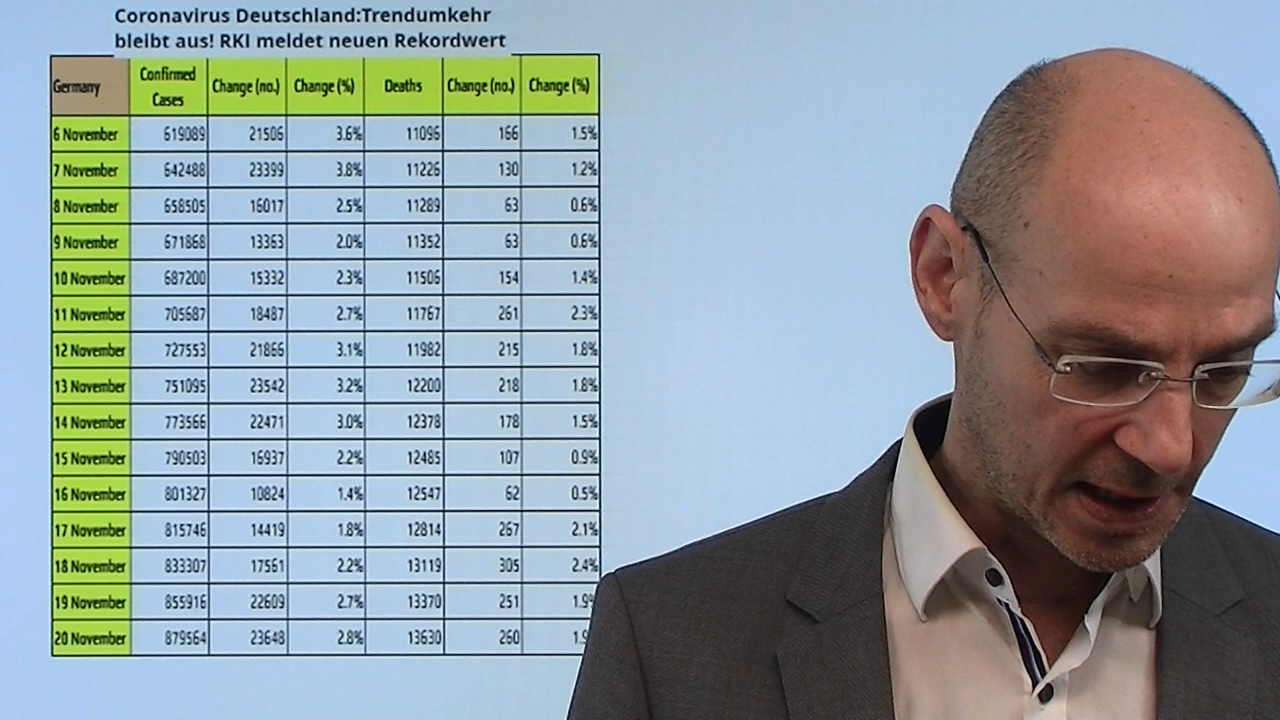 Coronavirus Deutschland:Trendumkehr
bleibt aus! RKI meldet neuen Rekordwert
Germany Confirmed Cases Change (no.) Change (%) Deaths Change (no.) Change (%)
6 November 619089 21506 3.6% 11096 166 1.5%
7 November 642488 23399 3.8% 11226 130 1.2%
8 November 658505 16017 2.5% 11289 63 0.6%
9 November 671868 13363 2.0% 11352 63 0.6%
10 November 687200 15332 2.3% 11506 154 1.4%
11 November 705687 18487 2.7% 11767 261 2.3%
12 November 727553 21866 3.1% 11982 215 1.8%
13 November 751095 23542 3.2% 12200 218 1.8%
14 November 773566 22471 3.0% 12378 178 1.5%
15 November 790503 16937 2.2% 12485 107 0.9%
16 November 801327 10824 1.4% 12547 62 0.5%
17 November 815746 14419 1.8% 12814 267 2.1%
18 November 833307 17561 2.2% 13119 305 2.4%
19 November 855916 22609 2.7% 13370 251 1.9%
20 November 879564 23648 2.8% 13630 260 1.9